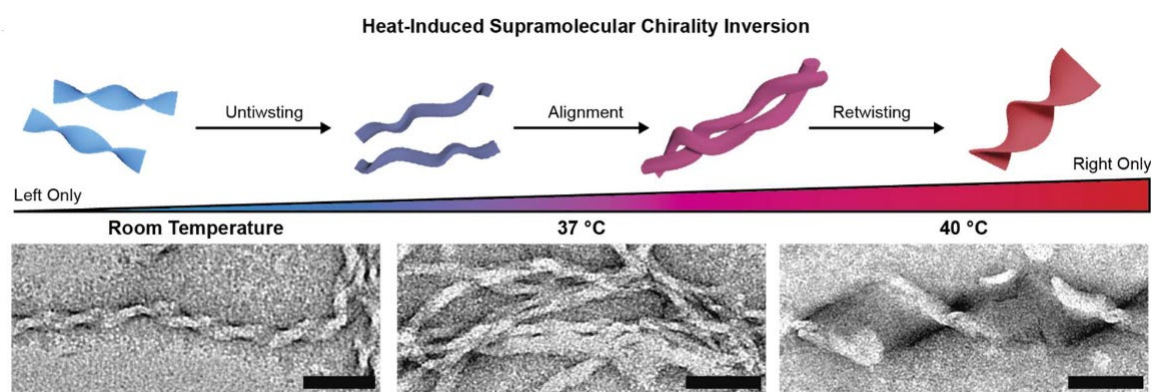 Heat-Induced Supramolecular Chirality Inversion
Untiwsting
Alignment
Retwisting
Left Only
Right Only
Room Temperature
37 °C
40 °C